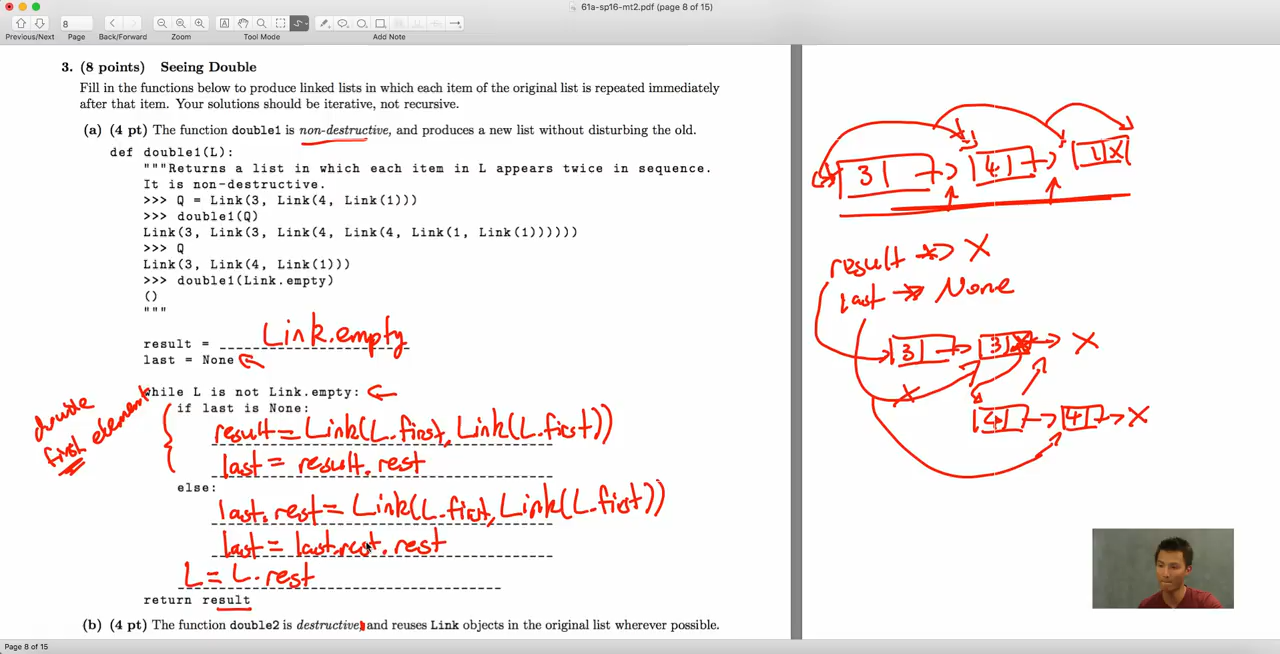 61a-sp16-mt2.pdf (page 8 of 15)
8
Previous/Next Page Back/Forward Zoom Tool Mode Add Note
3. (8 points) Seeing Double
Fill in the functions below to produce linked lists in which each item of the original list is repeated immediately
after that item. Your solutions should be iterative, not recursive.
(a) (4 pt) The function double1 is non-destructive, and produces a new list without disturbing the old.
def double1(L):
"""Returns a list in which each item in L appears twice in sequence.
It is non-destructive.
>>> Q = Link(3, Link(4, Link(1)))
>>> double1(Q)
Link(3, Link(3, Link(4, Link(4, Link(1, Link(1))))))
>>> Q
Link(3, Link(4, Link(1)))
>>> double1(Link.empty)
()
"""
result = Link.empty
last = None
while L is not Link.empty:
if last is None:
result = Link(L.first, Link(L.first))
last = result.rest
else:
last.rest = Link(L.first, Link(L.first))
last = last.rest.rest
L = L.rest
return result
(b) (4 pt) The function double2 is destructive and reuses Link objects in the original list wherever possible.
first element
3 4 1
result → X
last → None
3 3 X
4 4 X
Page 8 of 15